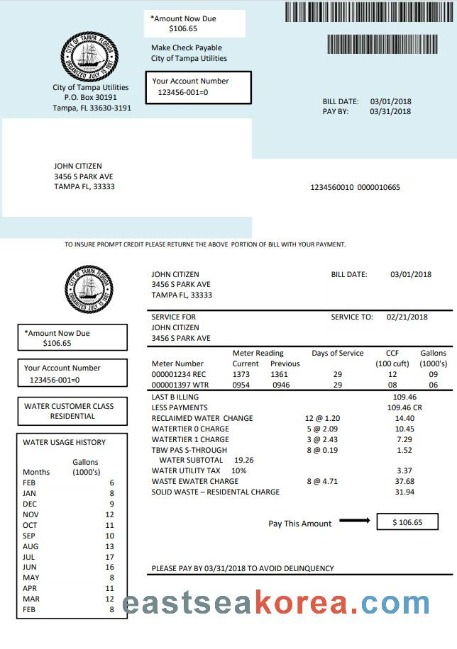 *Amount Now Due
$106.65
Make Check Payable
City of Tampa Utilities
CITY OF TAMPA, FLORIDA
City of Tampa Utilities
P.O. Box 30191
Tampa, FL 33630-3191
Your Account Number
123456-001=0
BILL DATE: 03/01/2018
PAY BY: 03/31/2018
JOHN CITIZEN
3456 S PARK AVE
TAMPA FL, 33333
1234560010 0000010665
TO INSURE PROMPT CREDIT PLEASE RETURNE THE ABOVE PORTION OF BILL WITH YOUR PAYMENT.
CITY OF TAMPA, FLORIDA
JOHN CITIZEN BILL DATE: 03/01/2018
3456 S PARK AVE
TAMPA FL, 33333
*Amount Now Due
$106.65
Your Account Number
123456-001=0
WATER CUSTOMER CLASS
RESIDENTIAL
WATER USAGE HISTORY
Gallons
Months (1000's)
FEB 6
JAN 8
DEC 9
NOV 12
OCT 11
SEP 10
AUG 13
JUL 17
JUN 16
MAY 8
APR 11
MAR 12
FEB 8
SERVICE FOR SERVICE TO: 02/21/2018
JOHN CITIZEN
3456 S PARK AVE
Meter Reading Days of Service CCF Gallons
Meter Number Current Previous (100 cuft) (1000's)
000001234 REC 1373 1361 29 12 09
000001397 WTR 0954 0946 29 08 06
LAST BILLING 109.46
LESS PAYMENTS 109.46 CR
RECLAIMED WATER CHANGE 12 @ 1.20 14.40
WATERTIER 0 CHARGE 5 @ 2.09 10.45
WATERTIER 1 CHARGE 3 @ 2.43 7.29
TBW PAS S-THROUGH 8 @ 0.19 1.52
WATER SUBTOTAL 19.26
WATER UTILITY TAX 10% 3.37
WASTE EWATER CHARGE 8 @ 4.71 37.68
SOLID WASTE – RESIDENTAL CHARGE 31.94
Pay This Amount $ 106.65
PLEASE PAY BY 03/31/2018 TO AVOID DELINQUENCY
eastseakorea.com